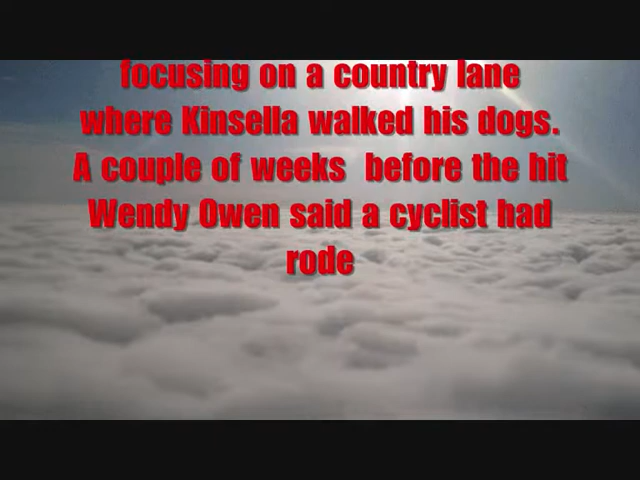 focusing on a country lane
where Kinsella walked his dogs.
A couple of weeks  before the hit
Wendy Owen said a cyclist had
rode